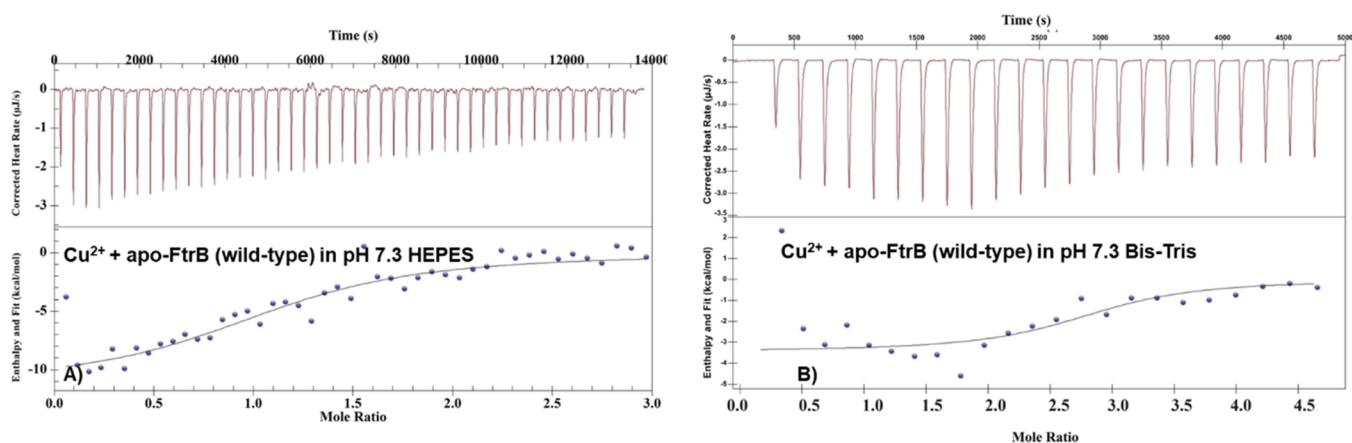 Time (s)
0 2000 4000 6000 8000 10000 12000 14000
Corrected Heat Rate (µJ/s)
0
-1
-2
-3
Cu²⁺ + apo-FtrB (wild-type) in pH 7.3 HEPES
Enthalpy and Fit (kcal/mol)
0
-5
-10
A)
0.0 0.5 1.0 1.5 2.0 2.5 3.0
Mole Ratio
Time (s)
0 500 1000 1500 2000 2500 3000 3500 4000 4500 5000
Corrected Heat Rate (µJ/s)
0
-0.5
-1.0
-1.5
-2.0
-2.5
-3.0
-3.5
Cu²⁺ + apo-FtrB (wild-type) in pH 7.3 Bis-Tris
Enthalpy and Fit (kcal/mol)
2
1
0
-1
-2
-3
-4
-5
B)
0.0 0.5 1.0 1.5 2.0 2.5 3.0 3.5 4.0 4.5
Mole Ratio